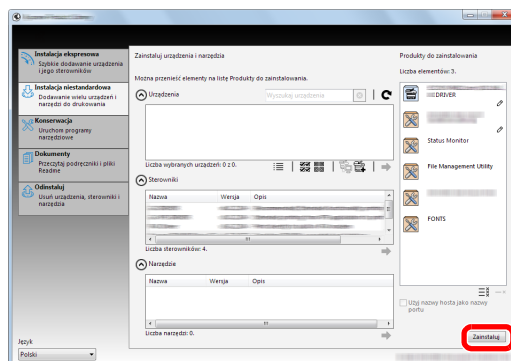 Instalacja ekspresowa
Szybkie dodawanie urządzenia
i jego sterowników
Instalacja niestandardowa
Dodawanie wielu urządzeń i
narzędzi do drukowania
Konserwacja
Uruchom programy
narzędziowe
Dokumenty
Przeczytaj podręczniki i pliki
Readme
Odinstaluj
Usuń urządzenia, sterowniki i
narzędzia
Język
Polski
Zainstaluj urządzenia i narzędzia
Można przenieść elementy na listę Produkty do zainstalowania.
Urządzenia
Wyszukaj urządzenia
Liczba wybranych urządzeń: 0 z 0.
Sterowniki
Nazwa Wersja Opis
Liczba sterowników: 4.
Narzędzie
Nazwa Wersja Opis
Liczba narzędzi: 0.
Produkty do zainstalowania
Liczba elementów: 3.
DRIVER
Status Monitor
File Management Utility
FONTS
Użyj nazwy hosta jako nazwy
portu
Zainstaluj